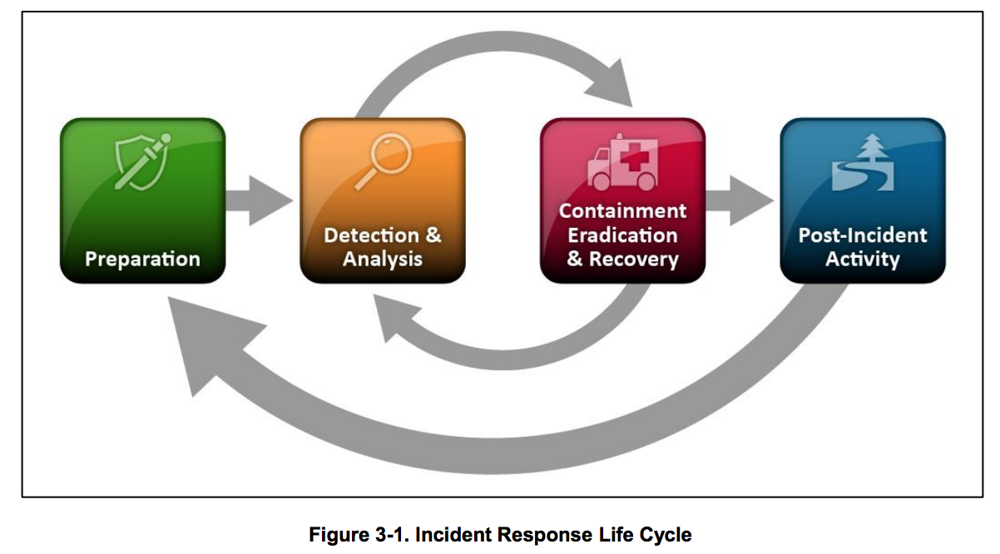 Preparation
Detection &
Analysis
Containment
Eradication
& Recovery
Post-Incident
Activity
Figure 3-1. Incident Response Life Cycle